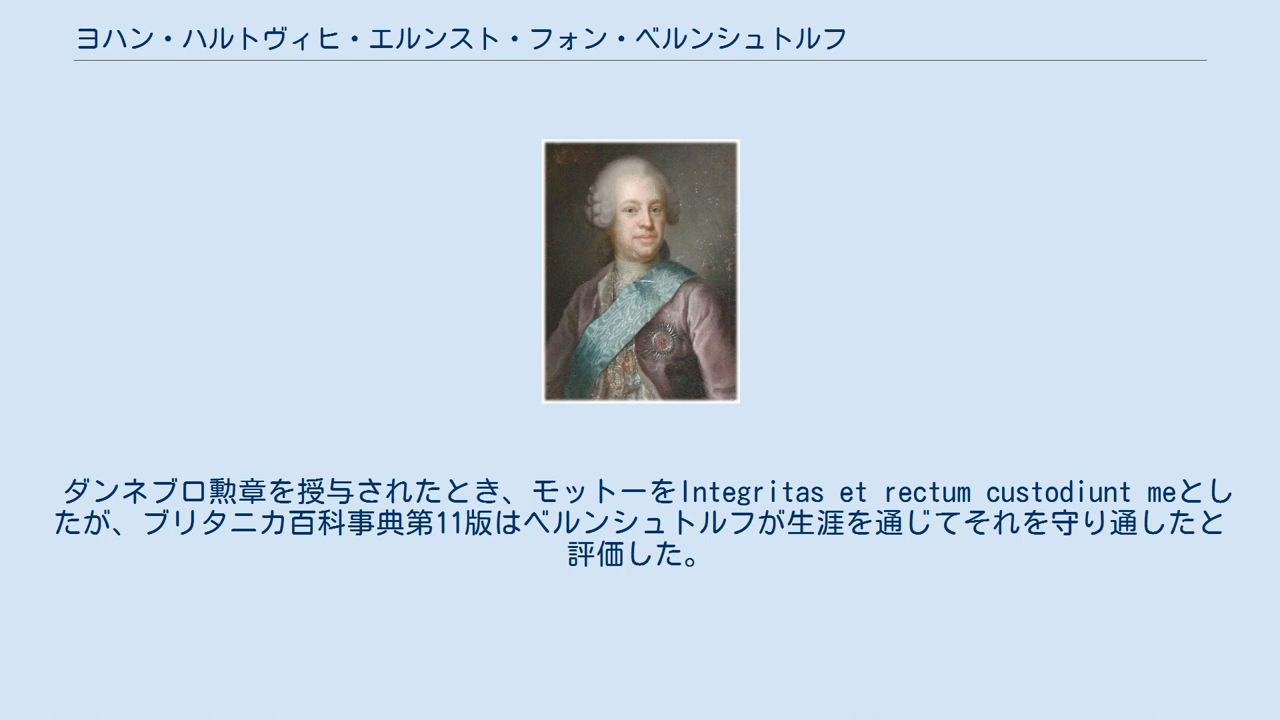 ヨハン・ハルトヴィヒ・エルンスト・フォン・ベルンシュトルフ
ダンネブロ勲章を授与されたとき、モットーをIntegritas et rectum custodiunt meとし
たが、ブリタニカ百科事典第11版はベルンシュトルフが生涯を通じてそれを守り通したと
評価した。